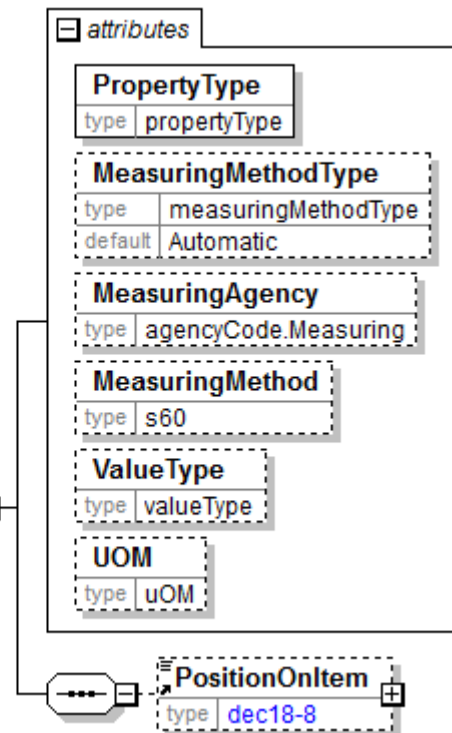 attributes
PropertyType
type propertyType
MeasuringMethodType
type measuringMethodType
default Automatic
MeasuringAgency
type agencyCode.Measuring
MeasuringMethod
type s60
ValueType
type valueType
UOM
type uOM
PositionOnItem
type dec18-8